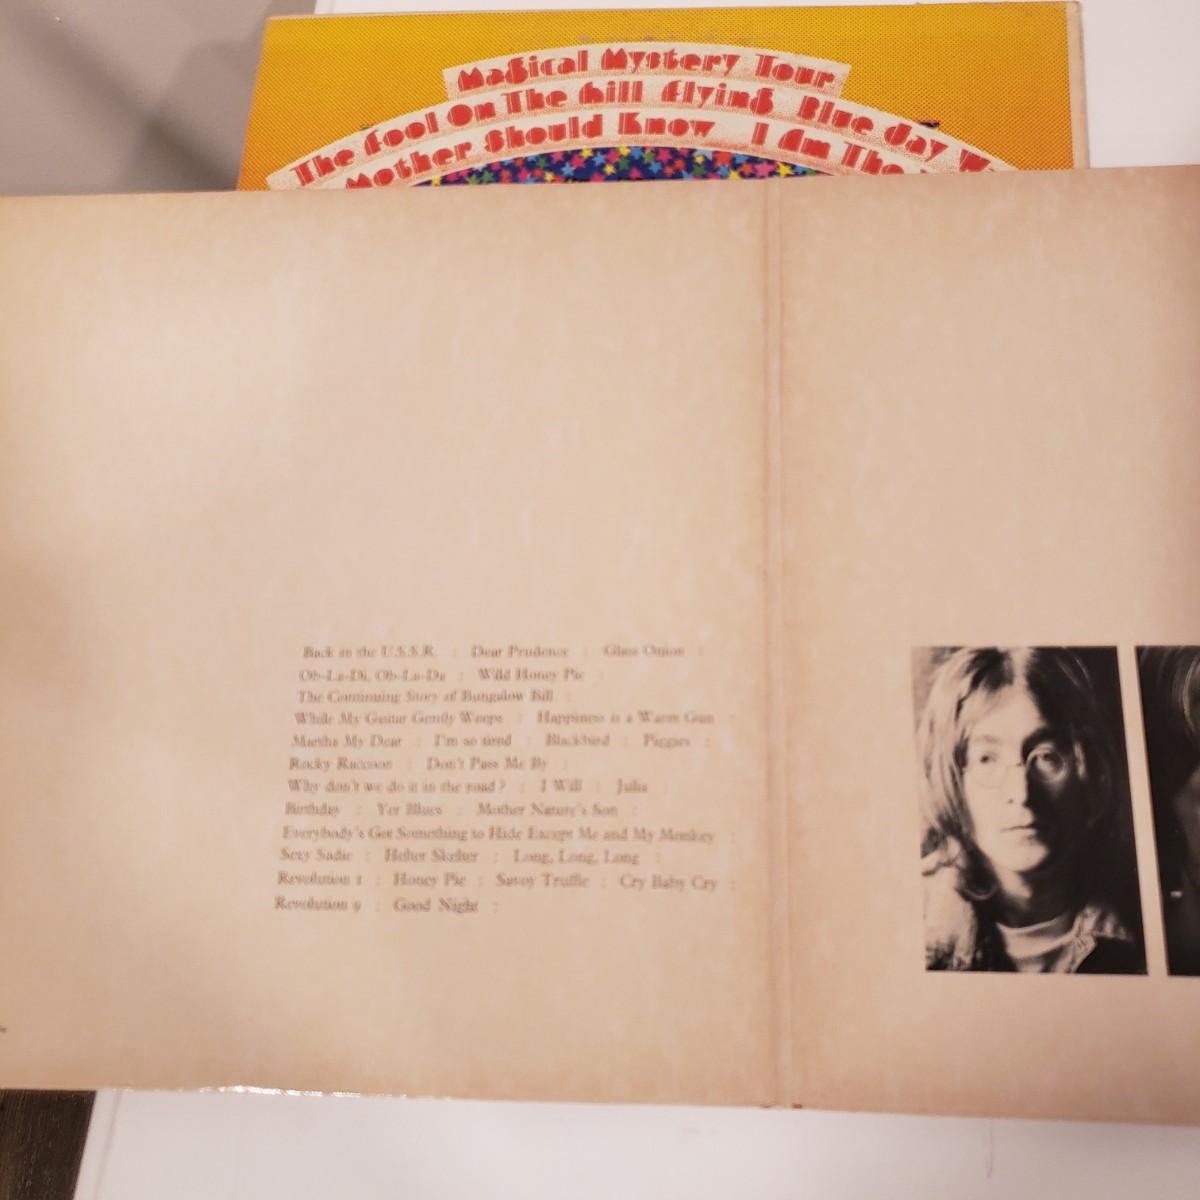 Magical Mystery Tour
The Fool On The Hill Flying Blue Jay W
Mother Should Know I Am The
Back in the U.S.S.R. : Dear Prudence : Glass Onion :
Ob-La-Di, Ob-La-Da : Wild Honey Pie :
The Continuing Story of Bungalow Bill :
While My Guitar Gently Weeps : Happiness is a Warm Gun :
Martha My Dear : I'm so tired : Blackbird : Piggies :
Rocky Raccoon : Don't Pass Me By :
Why don't we do it in the road? : I Will : Julia :
Birthday : Yer Blues : Mother Nature's Son :
Everybody's Got Something to Hide Except Me and My Monkey :
Sexy Sadie : Helter Skelter : Long, Long, Long :
Revolution 1 : Honey Pie : Savoy Truffle : Cry Baby Cry :
Revolution 9 : Good Night :